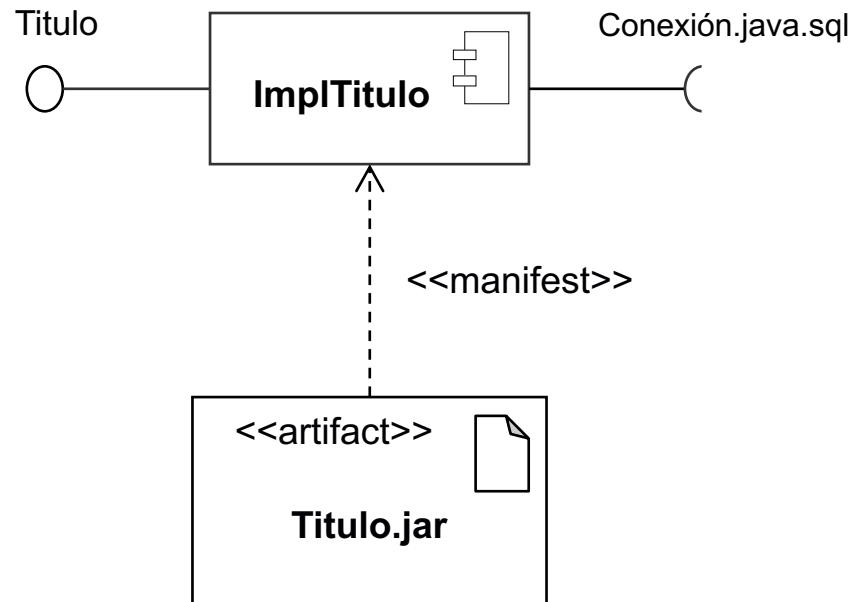 Titulo
Conexión.java.sql
ImplTitulo
<<manifest>>
<<artifact>>
Titulo.jar